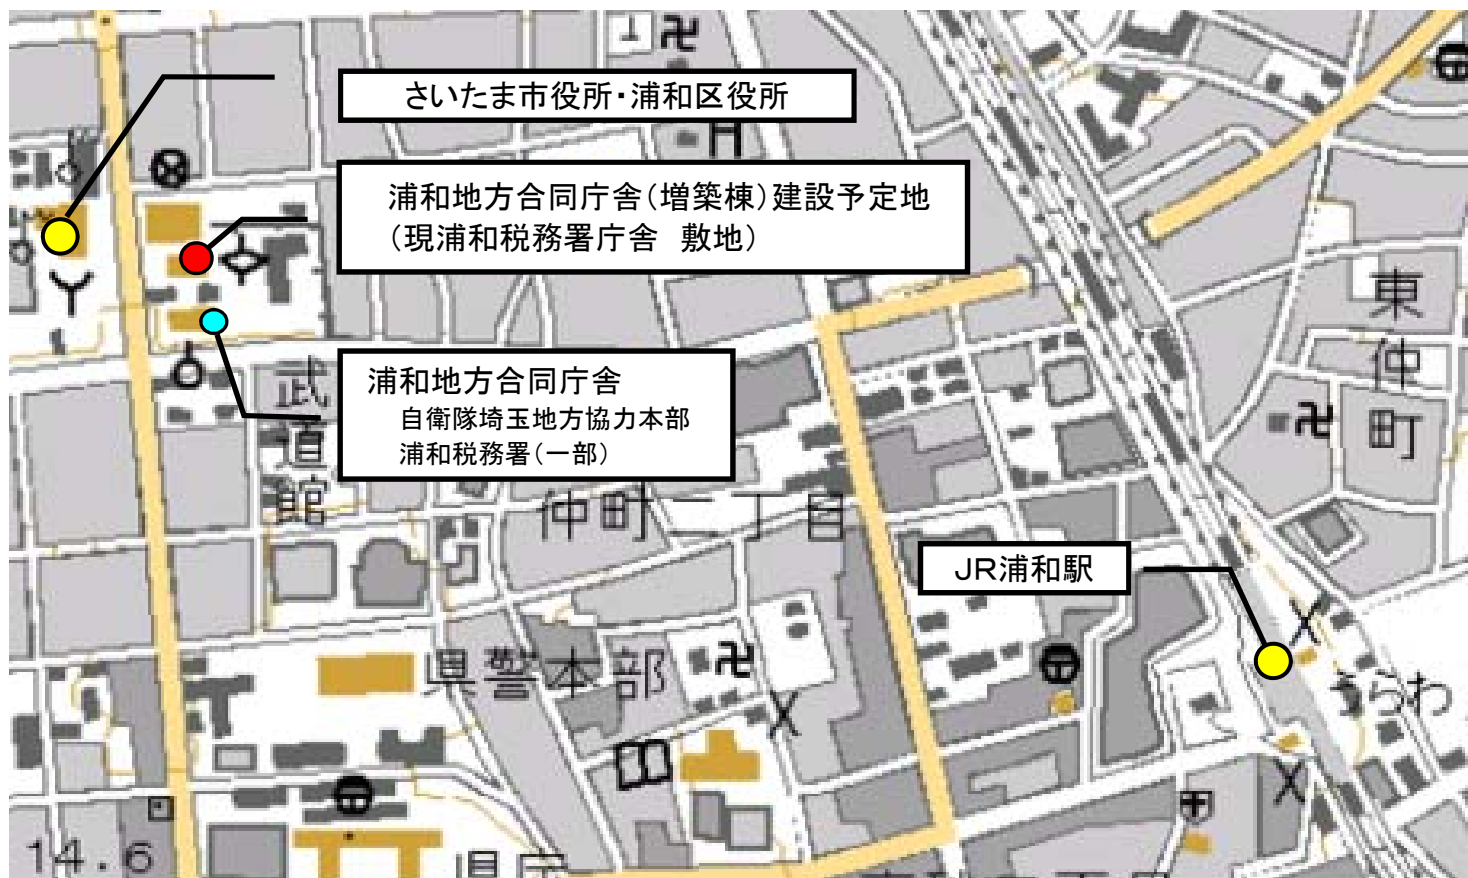 さいたま市役所・浦和区役所
浦和地方合同庁舎（増築棟）建設予定地
（現浦和税務署庁舎　敷地）
浦和地方合同庁舎
自衛隊埼玉地方協力本部
浦和税務署（一部）
武道館
東仲町
仲町二丁目
JR浦和駅
県警本部
うらわ
14.6
県庁